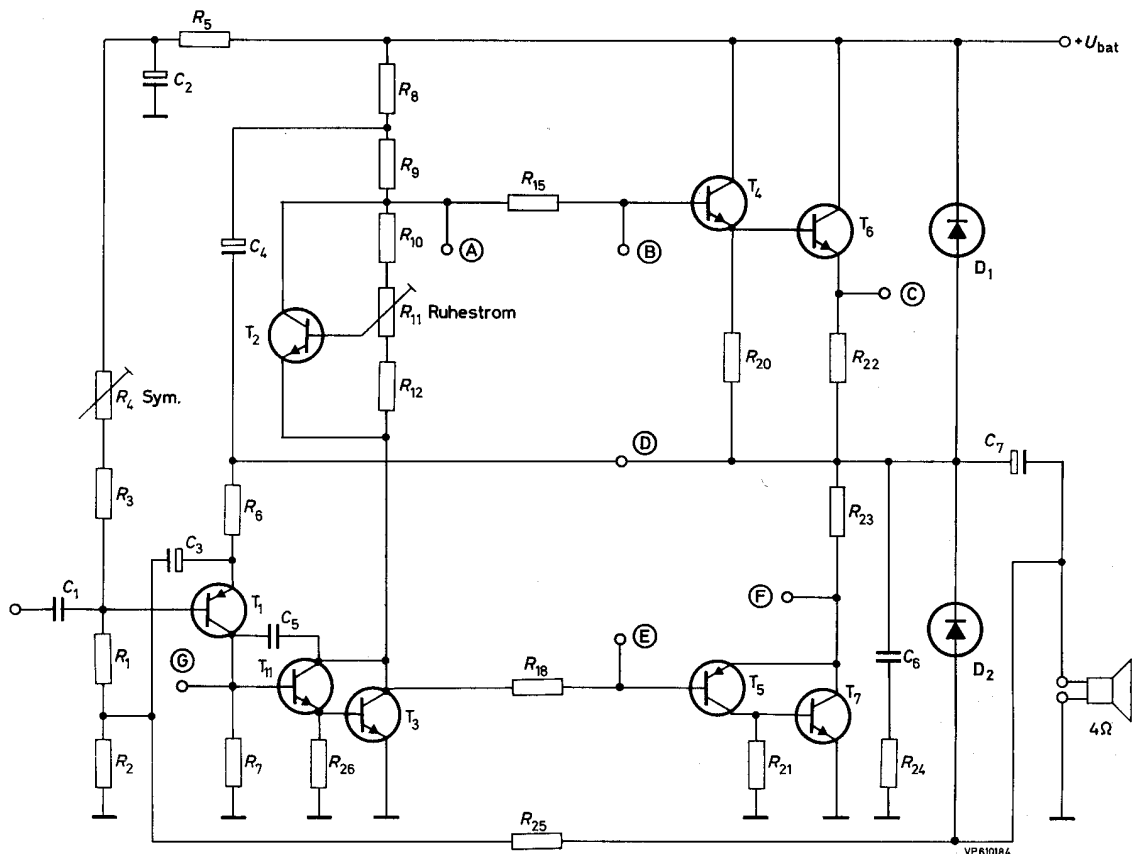 R5
+Ubat
C2
R8
R9
R15
T4
T6
D1
C4
R10
A
B
C
T2
R11 Ruhestrom
R20
R22
R4 Sym.
R12
D
C7
R3
R6
R23
C3
C1
T1
F
C5
E
G
R1
T11
R18
T5
T7
C6
D2
T3
4Ω
R2
R7
R26
R21
R24
R25
VP610184